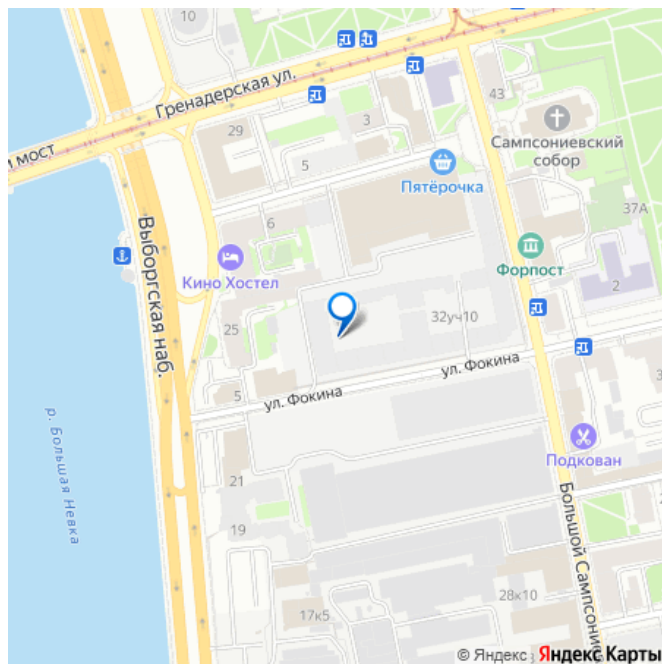 10
Гренадерская ул.
43
29
3
Сампсониевский
собор
и мост
5
Пятёрочка
37А
6
Форпост
Кино Хостел
2
Выборгская наб.
32уч10
25
ул. Фокина
ул. Фокина
5
р. Большая Невка
Подкован
21
Большой Сампсоние
19
28к10
17к5
© Яндекс Яндекс Карты